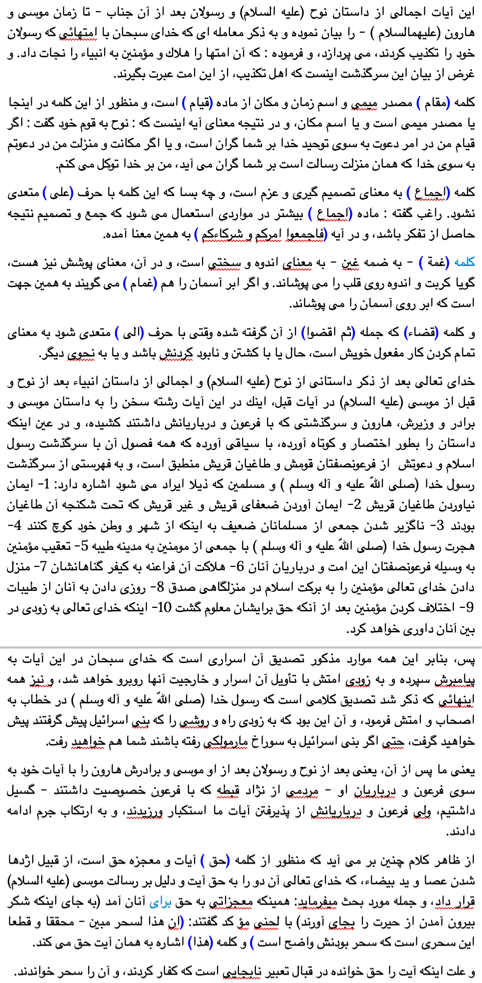 این آیات اجمالی از داستان نوح (علیه السلام) و رسولان بعد از آن جناب - تا زمان موسی و
هارون (علیهماالسلام ) - را بیان نموده و به ذکر معامله ای که خدای سبحان با امتهائی که رسولان
خود را تکذیب کردند، می پردازد، و فرموده : که آن امتها را هلاک و مؤمنین به انبیاء را نجات داد. و
غرض از بیان این سرگذشت اینست که اهل تکذیب، از این امت عبرت بگیرند.
کلمه (مقام ) مصدر میمی و اسم زمان و مکان از ماده (قیام ) است، و منظور از این کلمه در اینجا
یا مصدر میمی است و یا اسم مکان، و در نتیجه معنای آیه اینست که : نوح به قوم خود گفت : اگر
قیام من در امر دعوت به سوی توحید خدا بر شما گران است، و یا اگر مکانت و منزلت من در دعوتم
به سوی خدا که همان منزلت رسالت است بر شما گران می آید، من بر خدا توکل می کنم.
کلمه (اجماع ) به معنای تصمیم گیری و عزم است، و چه بسا که این کلمه با حرف (علی ) متعدی
نشود. راغب گفته : ماده (اجماع ) بیشتر در مواردی استعمال می شود که جمع و تصمیم نتیجه
حاصل از تفکر باشد، و در آیه (فاجمعوا امرکم و شرکاءکم ) به همین معنا آمده.
کلمه (غمة ) - به ضمه غین - به معنای اندوه و سختی است، و در آن، معنای پوشش نیز هست،
گویا کربت و اندوه روی قلب را می پوشاند. و اگر ابر آسمان را هم (غمام ) می گویند به همین جهت
است که ابر روی آسمان را می پوشاند.
و کلمه (قضاء) که جمله (ثم اقضوا) از آن گرفته شده وقتی با حرف (الی ) متعدی شود به معنای
تمام کردن کار مفعول خویش است، حال یا با کشتن و نابود کردنش باشد و یا به نحوی دیگر.
خدای تعالی بعد از ذکر داستانی از نوح (علیه السلام) و اجمالی از داستان انبیاء بعد از نوح و
قبل از موسی (علیه السلام) در آیات قبل، اینک در این آیات رشته سخن را به داستان موسی و
برادر و وزیرش، هارون و سرگذشتی که با فرعون و درباریانش داشتند کشیده، و در عین اینکه
داستان را بطور اختصار و کوتاه آورده، با سیاقی آورده که همه فصول آن با سرگذشت رسول
اسلام و دعوتش از فرعونصفتان قومش و طاغیان قریش منطبق است، و به فهرستی از سرگذشت
رسول خدا (صلی الله علیه و آله وسلم ) و مسلمین که ذیلا ایراد می شود اشاره دارد: 1- ایمان
نیاوردن طاغیان قریش 2- ایمان آوردن ضعفای قریش و غیر قریش که تحت شکنجه آن طاغیان
بودند 3- ناگزیر شدن جمعی از مسلمانان ضعیف به اینکه از شهر و وطن خود کوچ کنند 4-
هجرت رسول خدا (صلی الله علیه و آله وسلم ) با جمعی از مومنین به مدینه طیبه 5- تعقیب مؤمنین
به وسیله فرعونصفتان این امت و درباریان آنان 6- هلاکت آن فراعنه به کیفر گناهانشان 7- منزل
دادن خدای تعالی مؤمنین را به برکت اسلام در منزلگاهی صدق 8- روزی دادن به آنان از طیبات
9- اختلاف کردن مؤمنین بعد از آنکه حق برایشان معلوم گشت 10- اینکه خدای تعالی به زودی در
بین آنان داوری خواهد کرد.
پس، بنابر این همه موارد مذکور تصدیق آن اسراری است که خدای سبحان در این آیات به
پیامبرش سپرده و به زودی امتش با تأویل آن اسرار و خارجیت آنها روبرو خواهد شد، و نیز همه
اینهائی که ذکر شد تصدیق کلامی است که رسول خدا (صلی الله علیه و آله وسلم ) در خطاب به
اصحاب و امتش فرمود، و آن این بود که به زودی راه و روشی را که بنی اسرائیل پیش گرفتند پیش
خواهید گرفت، حتی اگر بنی اسرائیل به سوراخ مارمولکی رفته باشند شما هم خواهید رفت.
یعنی ما پس از آن، یعنی بعد از نوح و رسولان بعد از او موسی و برادرش هارون را با آیات خود به
سوی فرعون و درباریان او - مردمی از نژاد قبطه که با فرعون خصوصیت داشتند - گسیل
داشتیم، ولی فرعون و درباریانش از پذیرفتن آیات ما استکبار ورزیدند، و به ارتکاب جرم ادامه
دادند.
از ظاهر کلام چنین بر می آید که منظور از کلمه (حق ) آیات و معجزه حق است، از قبیل اژدها
شدن عصا و ید بیضاء، که خدای تعالی آن دو را به حق آیت و دلیل بر رسالت موسی (علیه السلام)
قرار داد، و جمله مورد بحث میفرماید: همینکه معجزاتی به حق برای آنان آمد (به جای اینکه شکر
بیرون آمدن از حیرت را بجای آورند) با لحنی مؤ کد گفتند: (ان هذا لسحر مبین - محققا و قطعا
این سحری است که سحر بودنش واضح است ) و کلمه (هذا) اشاره به همان آیت حق می کند.
و علت اینکه آیت را حق خوانده در قبال تعبیر نابجایی است که کفار کردند، و آن را سحر خواندند.